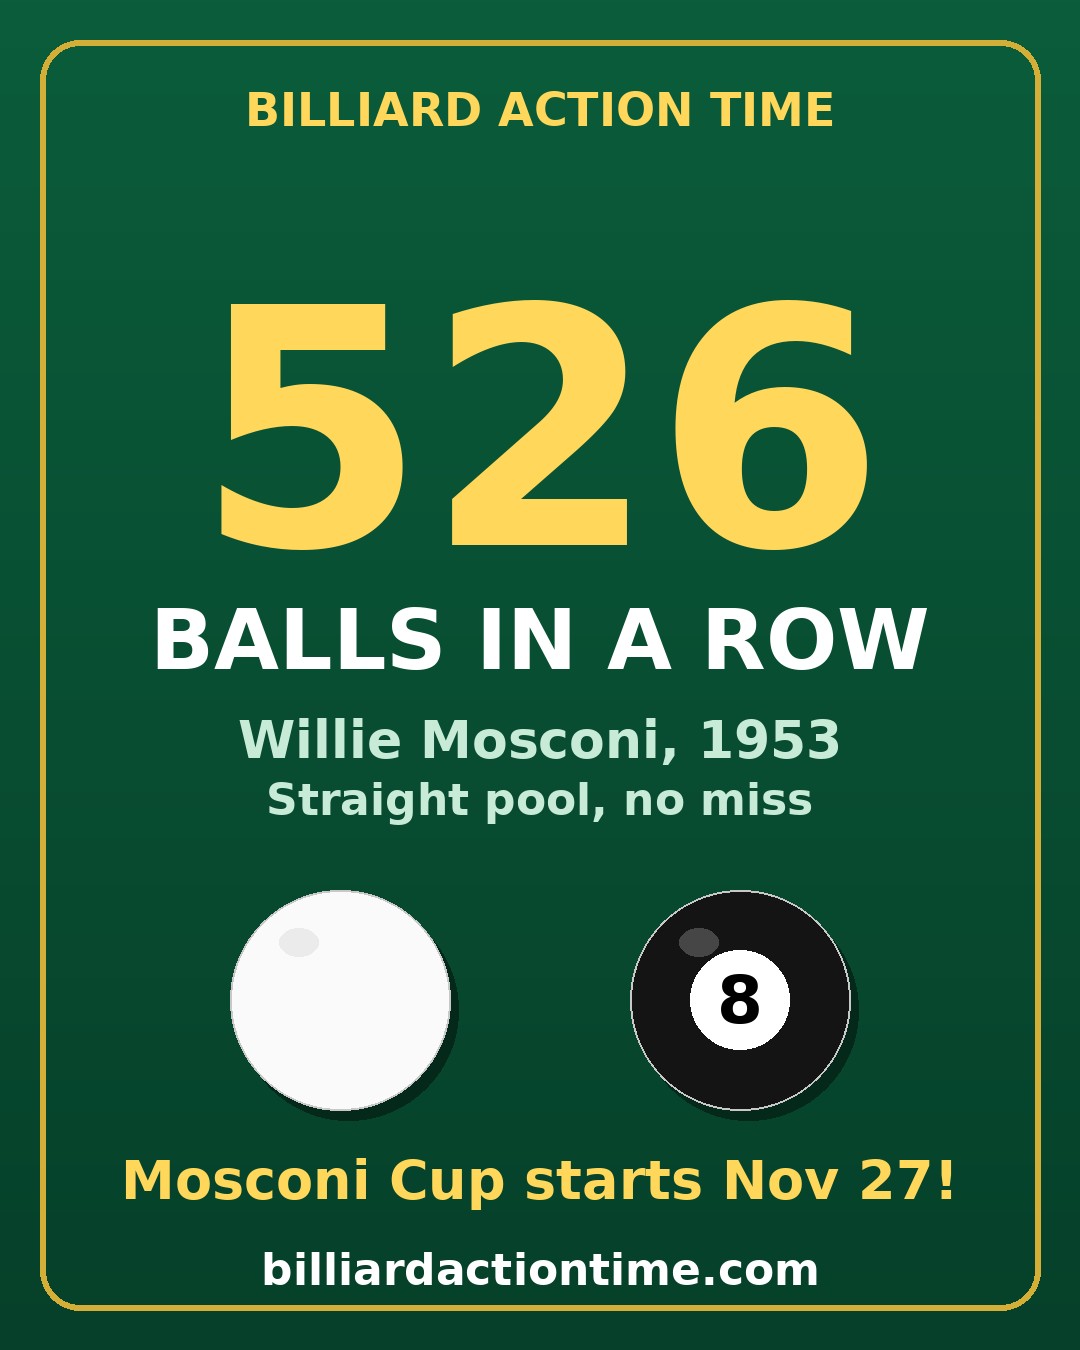 BILLIARD ACTION TIME
526
BALLS IN A ROW
Willie Mosconi, 1953
Straight pool, no miss
8
Mosconi Cup starts Nov 27!
billiardactiontime.com